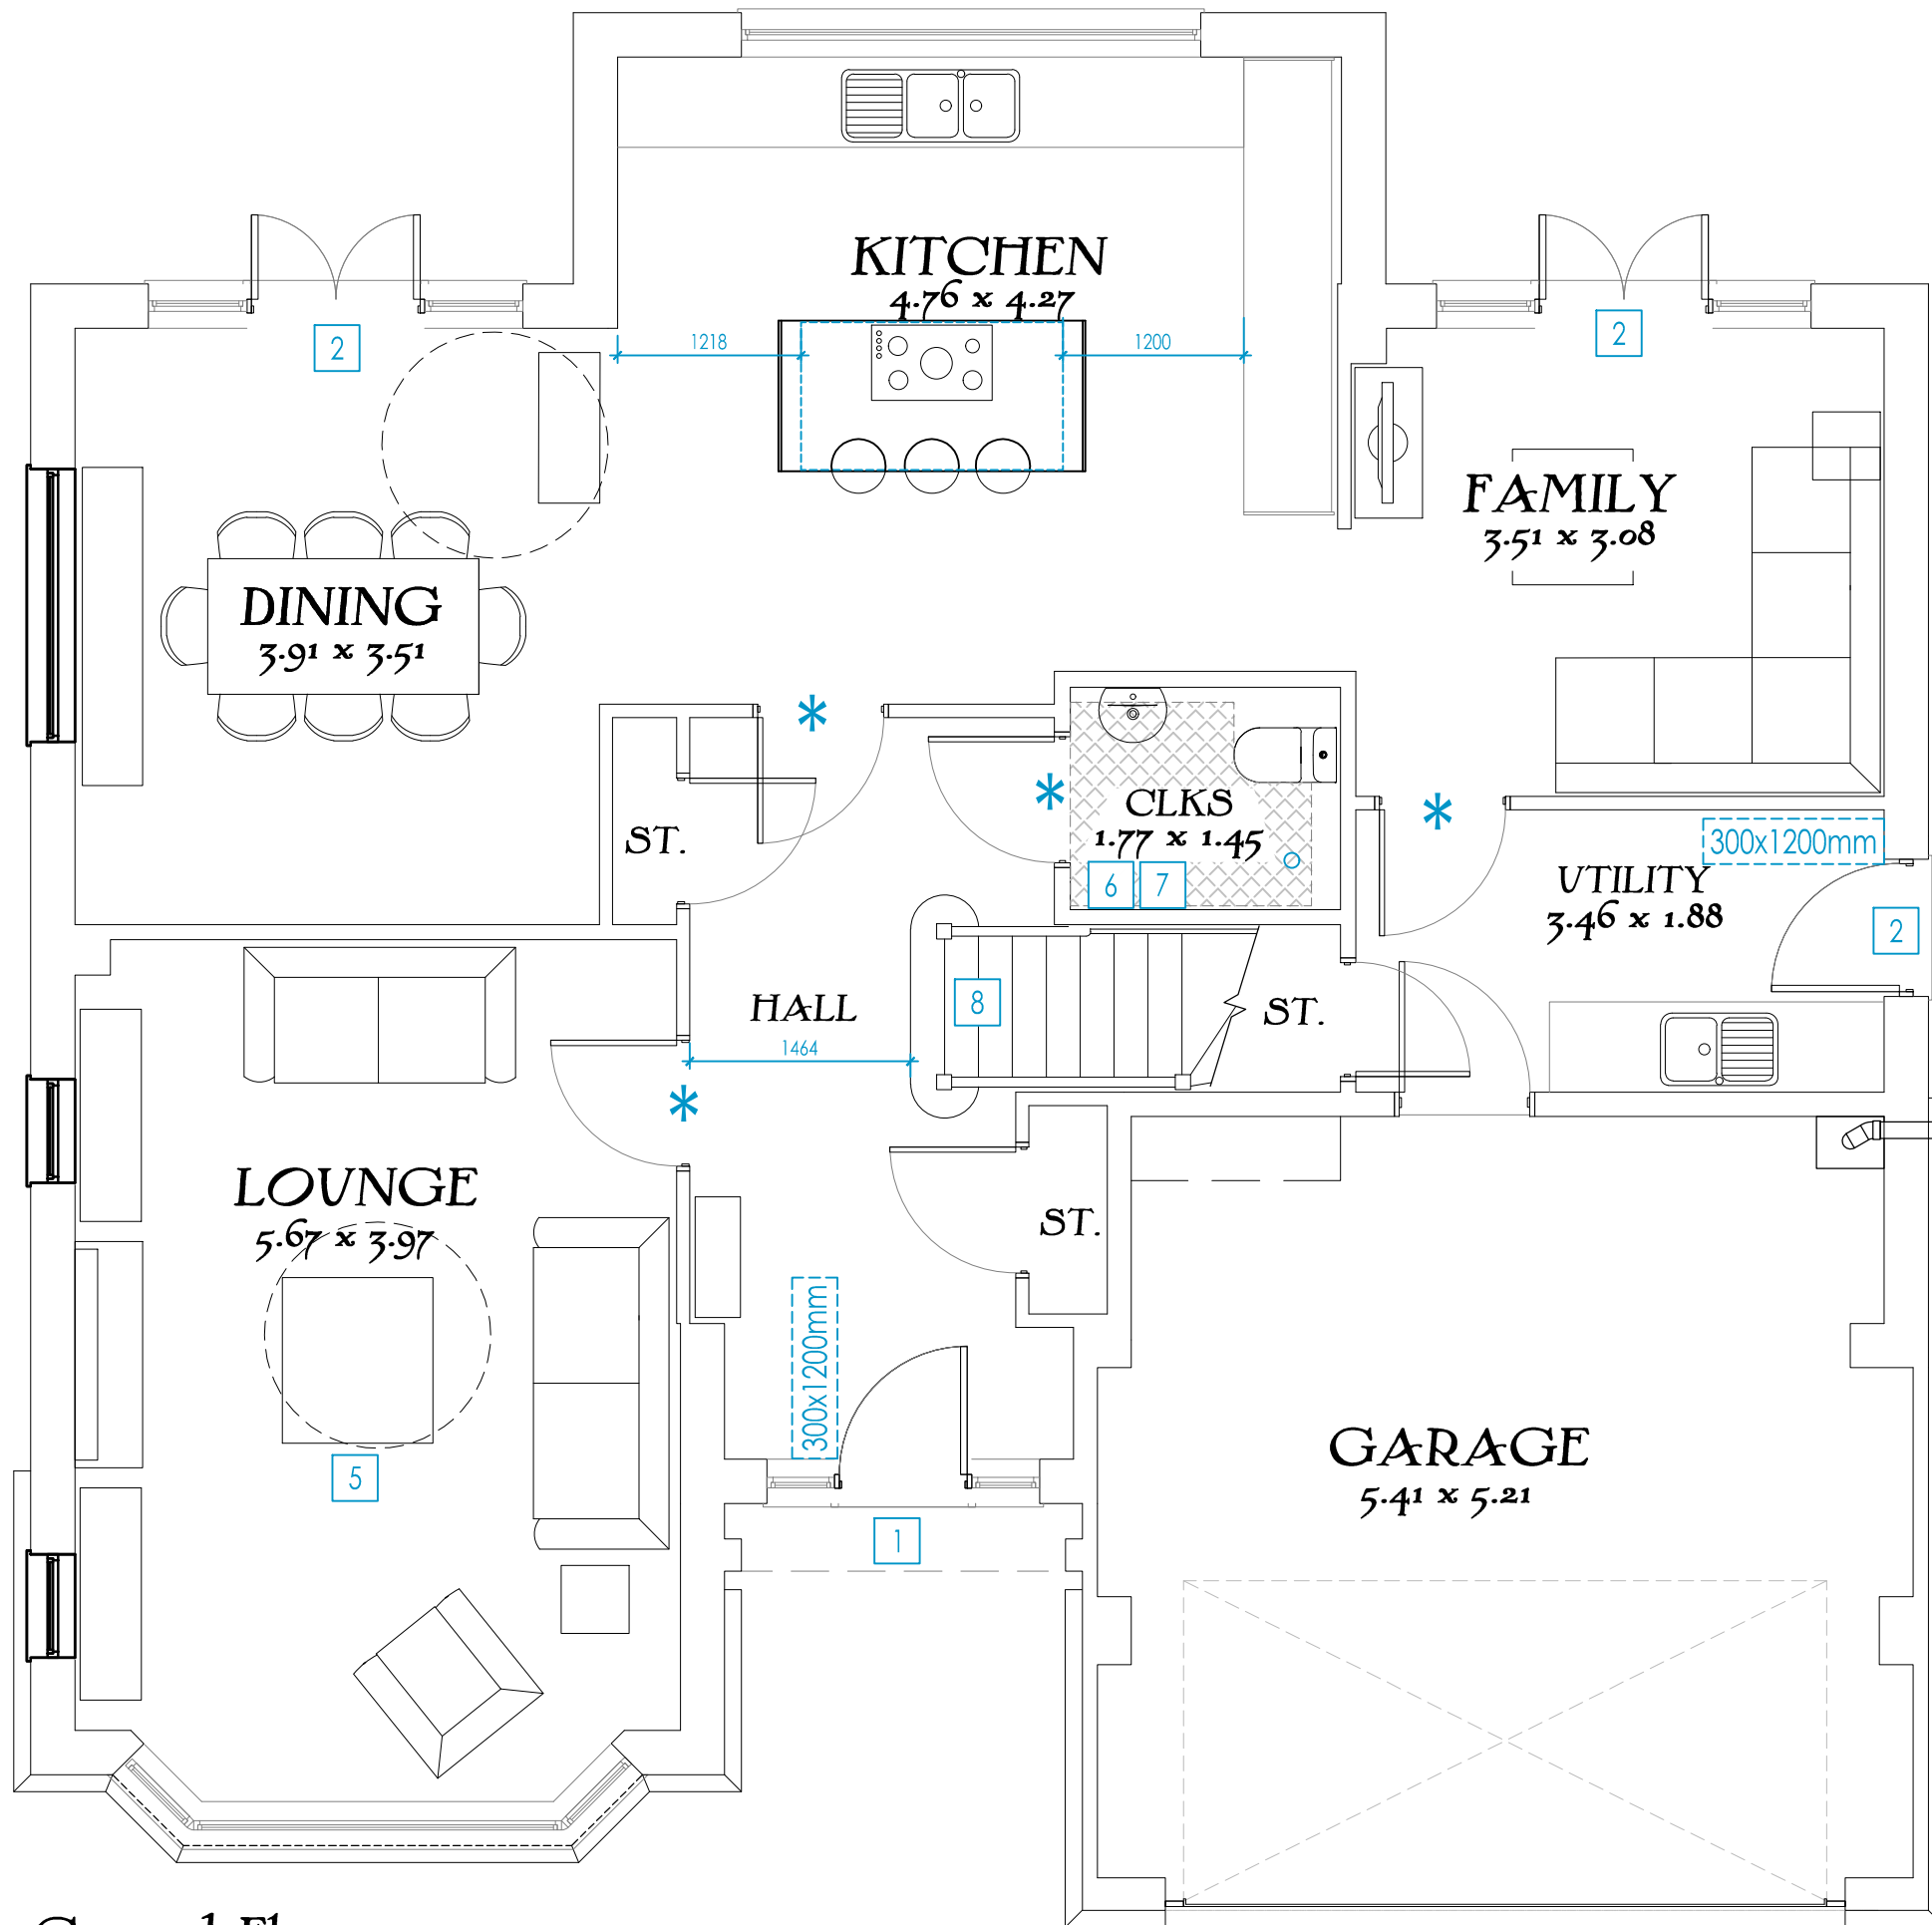 KITCHEN
4.76 x 4.27
1218
1200
2
2
FAMILY
3.51 x 3.08
DINING
3.91 x 3.51
*
*
*
ST.
CLKS
1.77 x 1.45
6 7
300x1200mm
UTILITY
3.46 x 1.88
2
HALL
1464
8
ST.
*
LOUNGE
5.67 x 3.97
ST.
300x1200mm
5
1
GARAGE
5.41 x 5.21